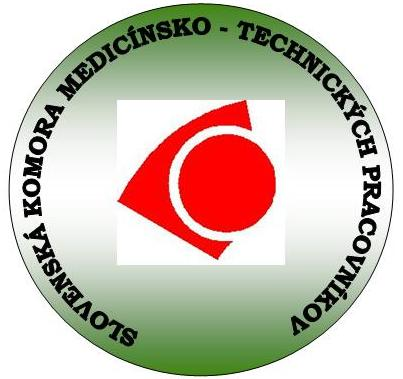 SLOVENSKÁ KOMORA MEDICÍNSKO - TECHNICKÝCH PRACOVNÍKOV